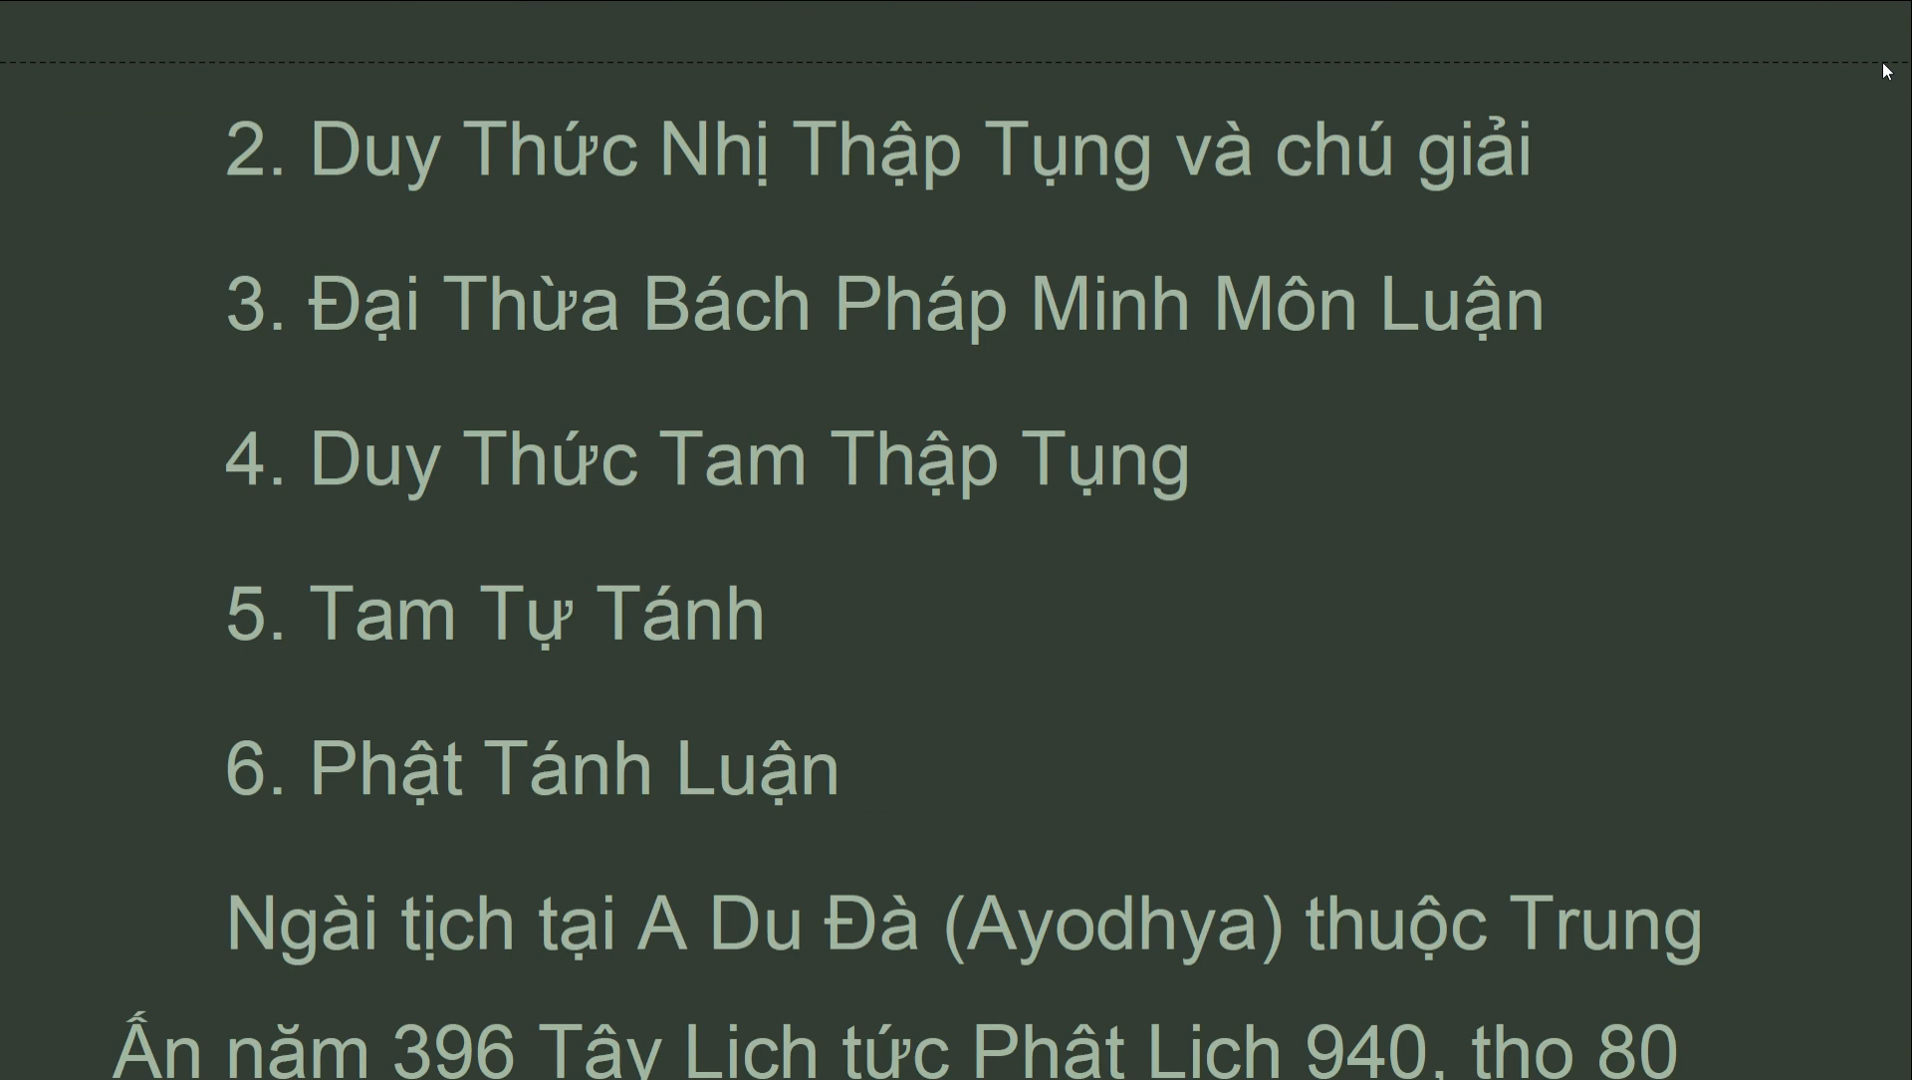 2. Duy Thức Nhị Thập Tụng và chú giải
3. Đại Thừa Bách Pháp Minh Môn Luận
4. Duy Thức Tam Thập Tụng
5. Tam Tự Tánh
6. Phật Tánh Luận
Ngài tịch tại A Du Đà (Ayodhya) thuộc Trung
Ấn năm 396 Tây Lịch tức Phật Lịch 940, thọ 80